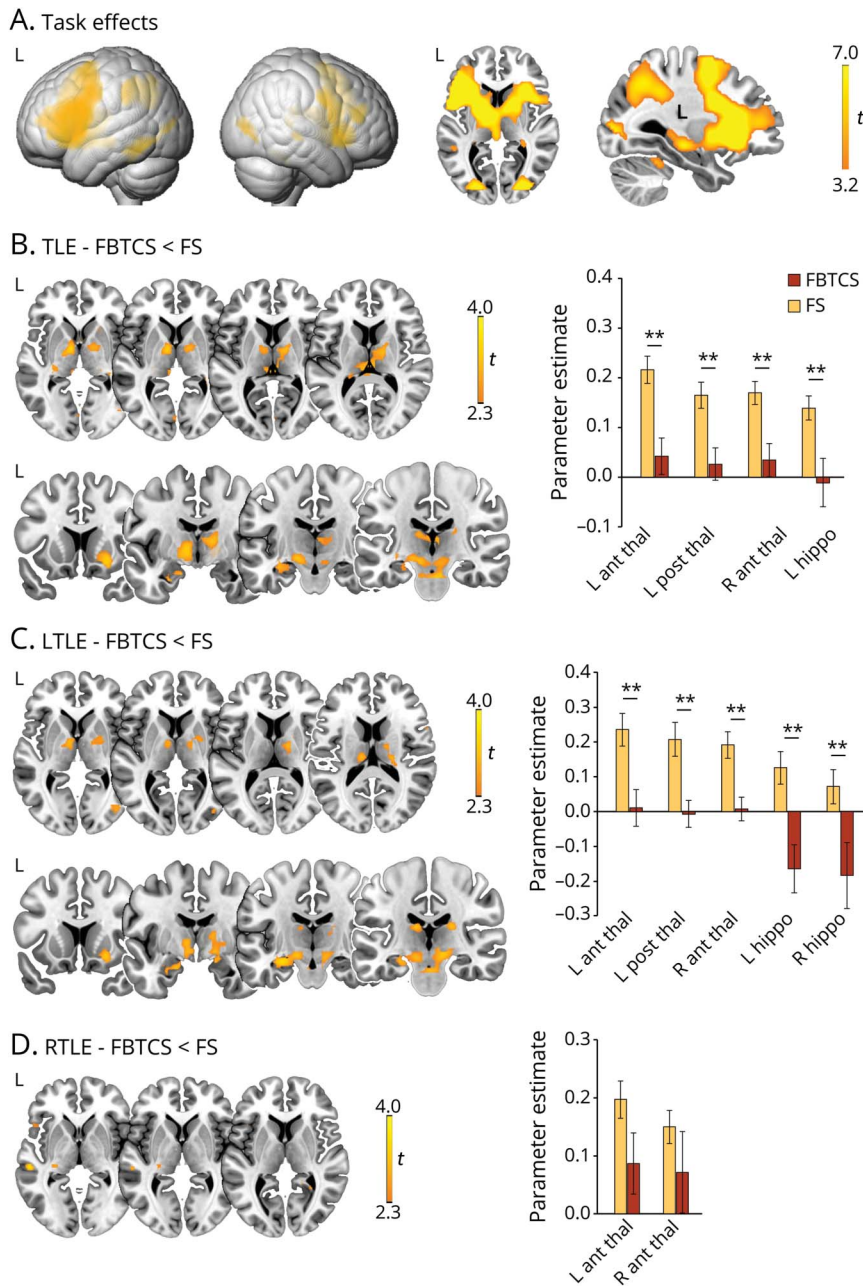 A. Task effects
L
L
L
7.0
t
3.2
B. TLE - FBTCS < FS
L
4.0
t
2.3
L
Parameter estimate
0.4
0.3
0.2
0.1
0.0
–0.1
FBTCS
FS
** ** ** **
L ant thal
L post thal
R ant thal
L hippo
C. LTLE - FBTCS < FS
L
4.0
t
2.3
L
Parameter estimate
0.4
0.3
0.2
0.1
0.0
–0.1
–0.2
–0.3
** ** ** ** **
L ant thal
L post thal
R ant thal
L hippo
R hippo
D. RTLE - FBTCS < FS
L
4.0
t
2.3
Parameter estimate
0.3
0.2
0.1
0.0
L ant thal
R ant thal